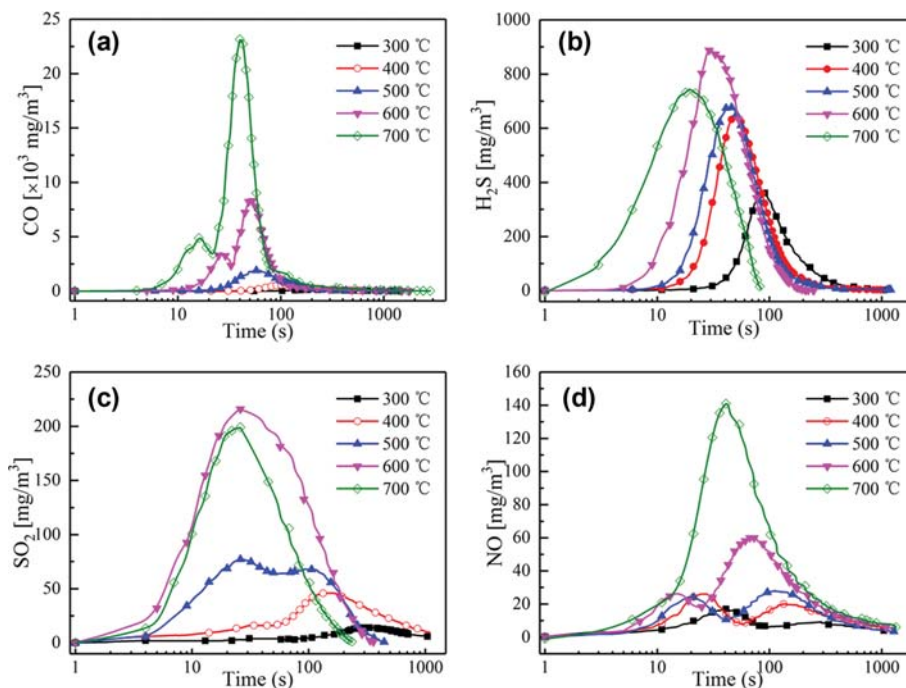 (a)
300 ℃
400 ℃
500 ℃
600 ℃
700 ℃
CO [×10³ mg/m³]
25
20
15
10
5
0
1 10 100 1000
Time (s)
(b)
300 ℃
400 ℃
500 ℃
600 ℃
700 ℃
H₂S [mg/m³]
1000
800
600
400
200
0
1 10 100 1000
Time (s)
(c)
300 ℃
400 ℃
500 ℃
600 ℃
700 ℃
SO₂ [mg/m³]
250
200
150
100
50
0
1 10 100 1000
Time (s)
(d)
300 ℃
400 ℃
500 ℃
600 ℃
700 ℃
NO [mg/m³]
160
140
120
100
80
60
40
20
0
1 10 100 1000
Time (s)